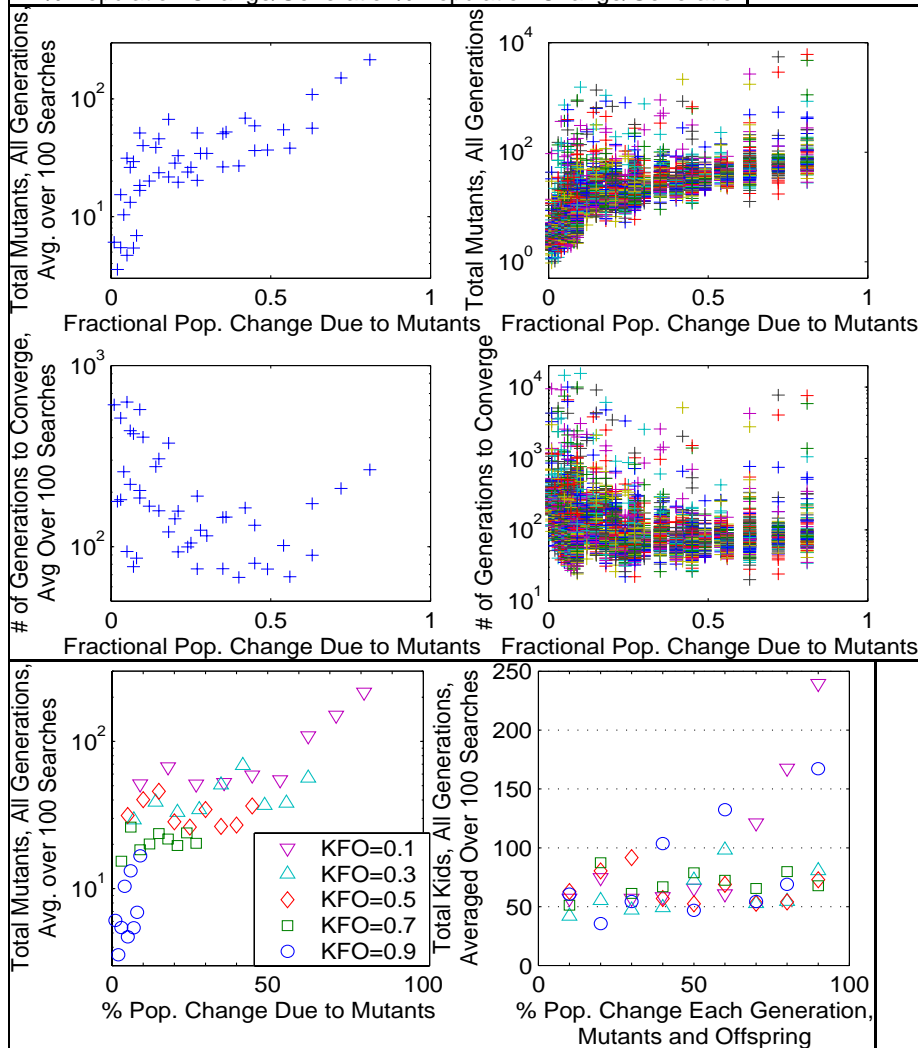 Total Mutants, All Generations,
Avg. over 100 Searches
10^2
10^1
0 0.5 1
Fractional Pop. Change Due to Mutants
Total Mutants, All Generations
10^4
10^2
10^0
0 0.5 1
Fractional Pop. Change Due to Mutants
# of Generations to Converge,
Avg Over 100 Searches
10^3
10^2
0 0.5 1
Fractional Pop. Change Due to Mutants
# of Generations to Converge
10^4
10^3
10^2
10^1
0 0.5 1
Fractional Pop. Change Due to Mutants
Total Mutants, All Generations,
Avg. over 100 Searches
10^2
10^1
0 50 100
% Pop. Change Due to Mutants
KFO=0.1
KFO=0.3
KFO=0.5
KFO=0.7
KFO=0.9
Total Kids, All Generations,
Averaged Over 100 Searches
250
200
150
100
50
0
0 50 100
% Pop. Change Each Generation,
Mutants and Offspring